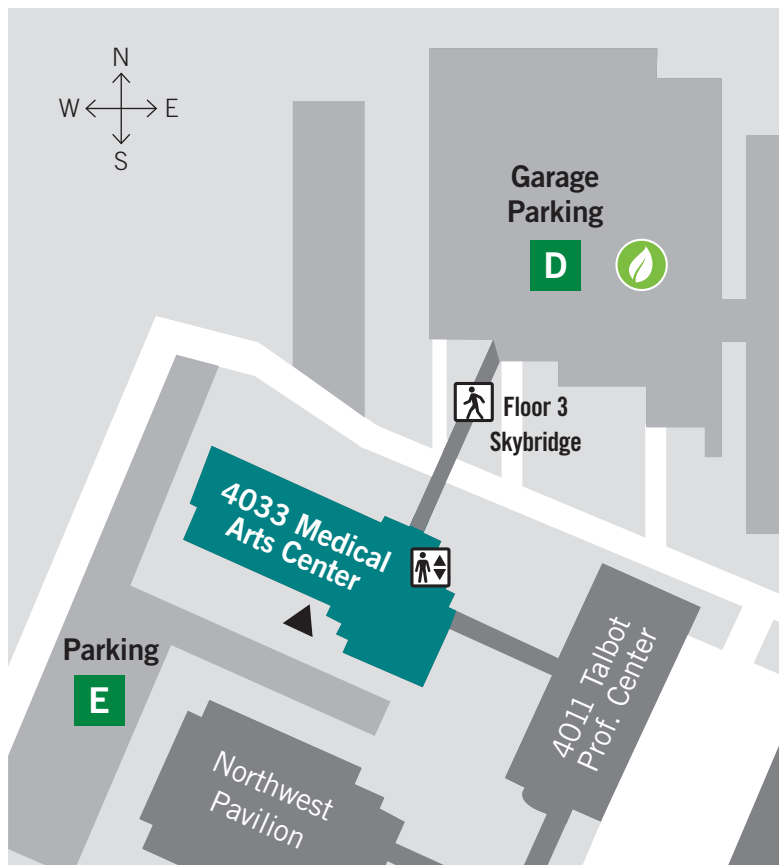 N
W E
S
Garage
Parking
D
Floor 3
Skybridge
4033 Medical
Arts Center
Parking
E
4011 Talbot
Prof. Center
Northwest
Pavilion